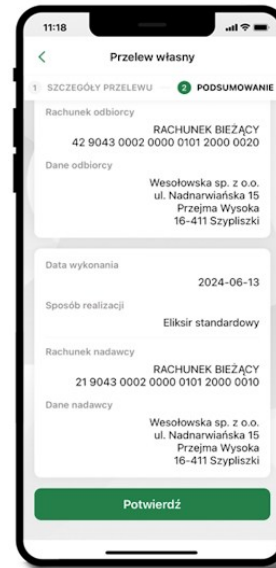 11:18
Przelew własny
1 SZCZEGÓŁY PRZELEWU 2 PODSUMOWANIE
Rachunek odbiorcy
RACHUNEK BIEŻĄCY
42 9043 0002 0000 0101 2000 0020
Dane odbiorcy
Wesołowska sp. z o.o.
ul. Nadnarwiańska 15
Przejma Wysoka
16-411 Szypliszki
Data wykonania
2024-06-13
Sposób realizacji
Eliksir standardowy
Rachunek nadawcy
RACHUNEK BIEŻĄCY
21 9043 0002 0000 0101 2000 0010
Dane nadawcy
Wesołowska sp. z o.o.
ul. Nadnarwiańska 15
Przejma Wysoka
16-411 Szypliszki
Potwierdź